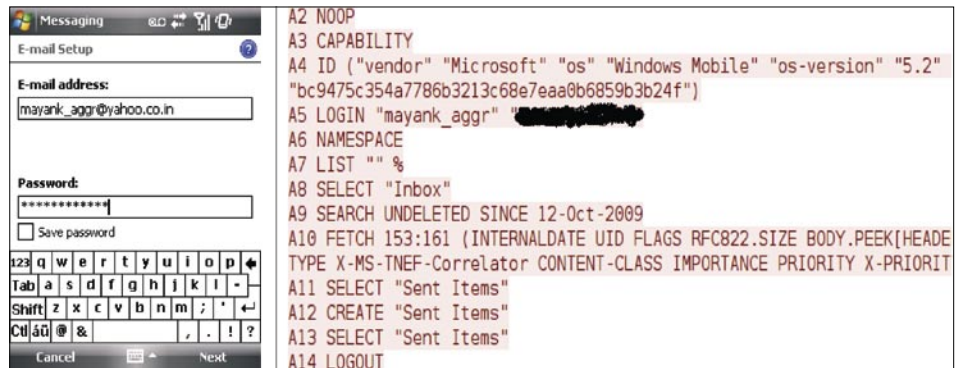 Messaging
E-mail Setup
E-mail address:
mayank_aggr@yahoo.co.in
Password:
************
Save password
123 q w e r t y u i o p
Tab a s d f g h j k l -
Shift z x c v b n m ; '
Ctl áü @ & , . ! ?
Cancel Next
A2 NOOP
A3 CAPABILITY
A4 ID ("vendor" "Microsoft" "os" "Windows Mobile" "os-version" "5.2"
"bc9475c354a7786b3213c68e7eaa0b6859b3b24f")
A5 LOGIN "mayank_aggr" "
A6 NAMESPACE
A7 LIST "" %
A8 SELECT "Inbox"
A9 SEARCH UNDELETED SINCE 12-Oct-2009
A10 FETCH 153:161 (INTERNALDATE UID FLAGS RFC822.SIZE BODY.PEEK[HEADE
TYPE X-MS-TNEF-Correlator CONTENT-CLASS IMPORTANCE PRIORITY X-PRIORIT
A11 SELECT "Sent Items"
A12 CREATE "Sent Items"
A13 SELECT "Sent Items"
A14 LOGOUT